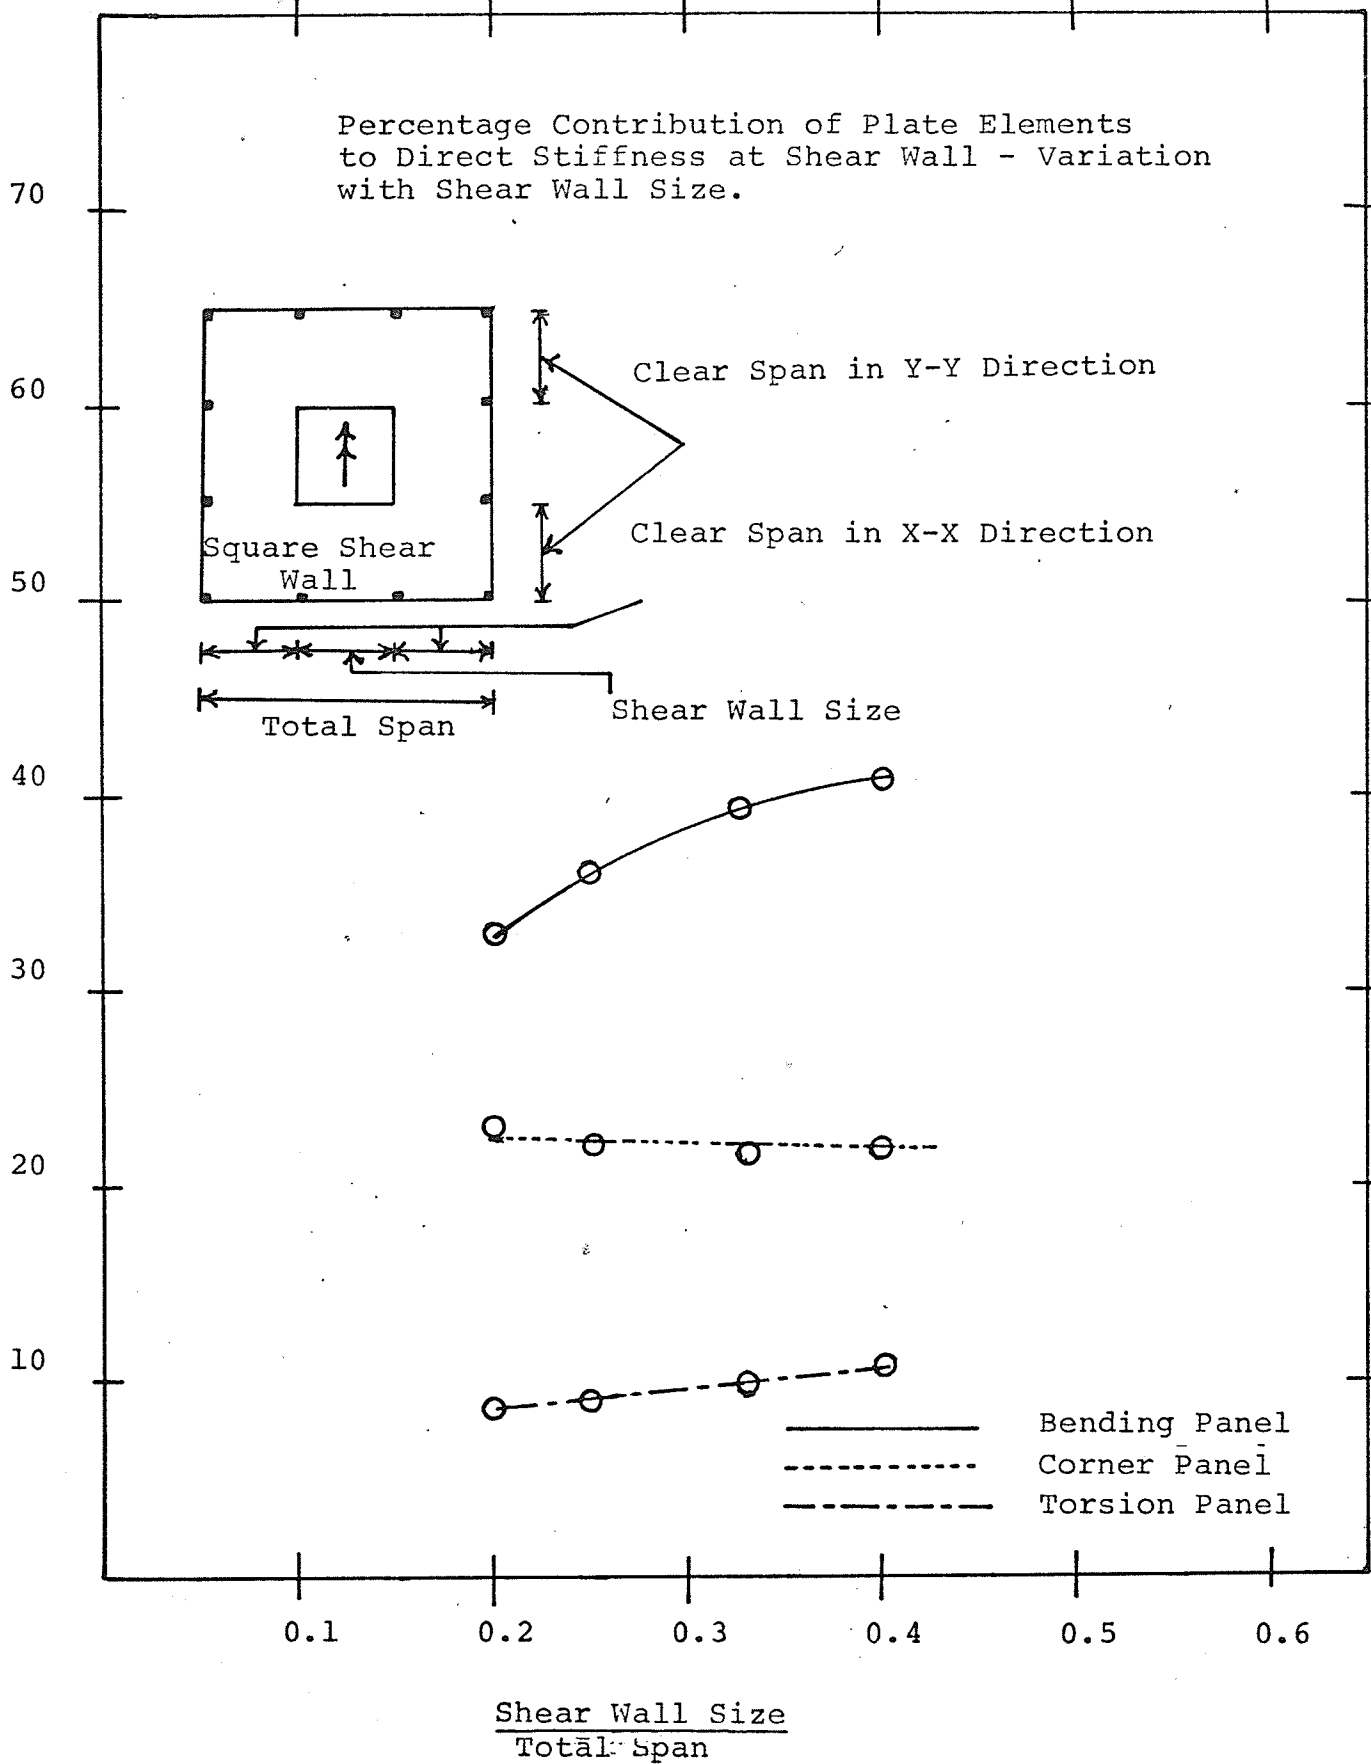 Percentage Contribution of Plate Elements
to Direct Stiffness at Shear Wall - Variation
with Shear Wall Size.
70
60
50
40
30
20
10
Clear Span in Y-Y Direction
Clear Span in X-X Direction
Square Shear
Wall
Shear Wall Size
Total Span
Bending Panel
Corner Panel
Torsion Panel
0.1 0.2 0.3 0.4 0.5 0.6
Shear Wall Size
Total Span